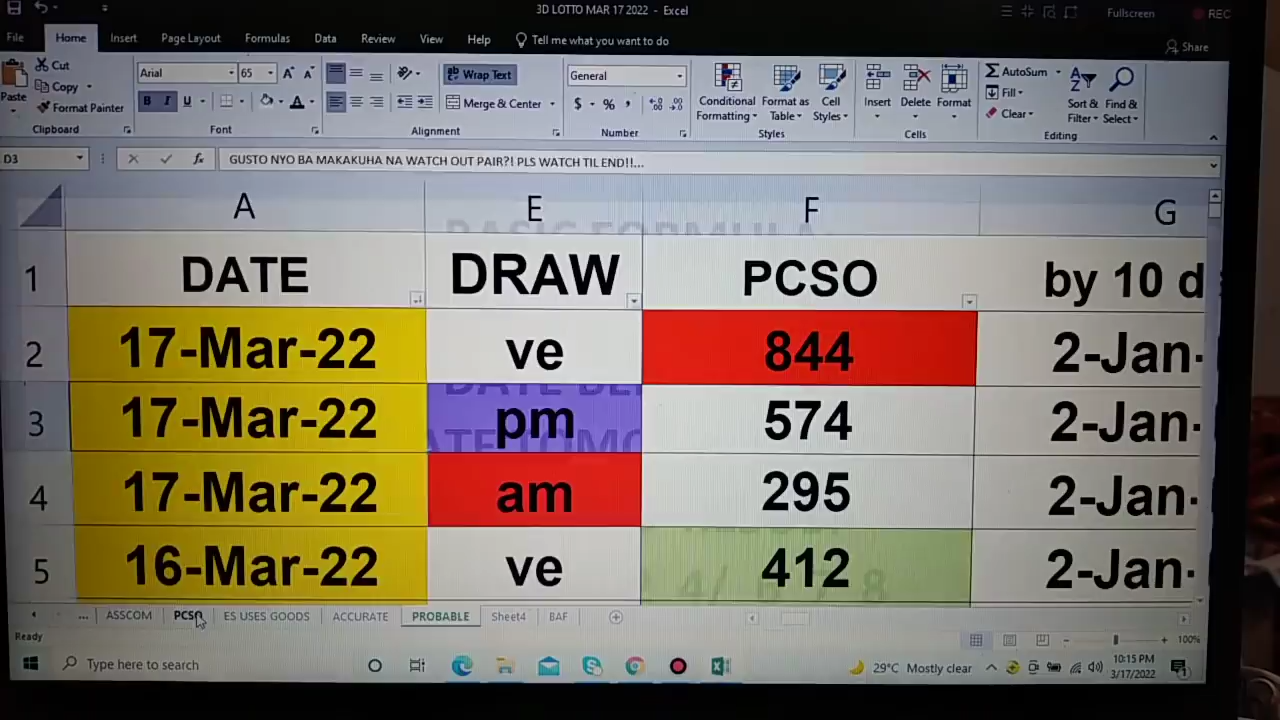 3D LOTTO MAR 17 2022 - Excel
Fullscreen
REC
File Home Insert Page Layout Formulas Data Review View Help Tell me what you want to do
Share
Paste
Cut
Copy
Format Painter
Clipboard
Arial 65
B I U
Font
Wrap Text
Merge & Center
Alignment
General
$ % ,
Number
Conditional Formatting
Format as Table
Cell Styles
Styles
Insert Delete Format
Cells
AutoSum
Fill
Clear
Sort & Filter
Find & Select
Editing
D3 fx GUSTO NYO BA MAKAKUHA NA WATCH OUT PAIR?! PLS WATCH TIL END!!...
A E F G
BASIC FORMULA
1 DATE DRAW PCSO by 10 d
2 17-Mar-22 ve 844 2-Jan-
3 17-Mar-22 pm 574 2-Jan-
4 17-Mar-22 am 295 2-Jan-
5 16-Mar-22 ve 412 2-Jan-
... ASSCOM PCSO ES USES GOODS ACCURATE PROBABLE Sheet4 BAF
Ready
100%
Type here to search
29°C Mostly clear
10:15 PM
3/17/2022